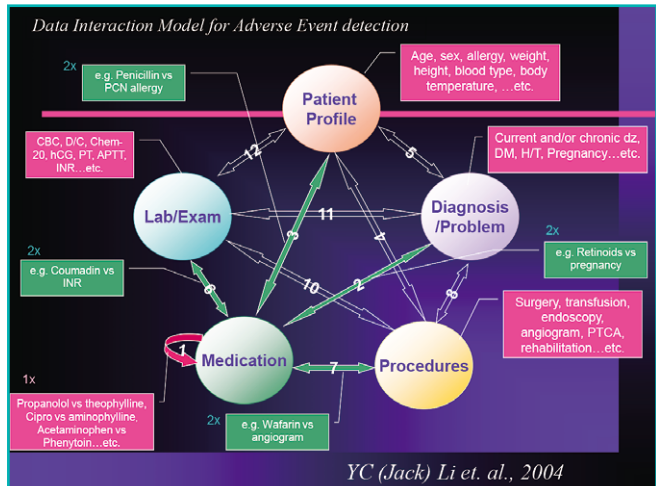 Data Interaction Model for Adverse Event detection
2x
e.g. Penicillin vs
PCN allergy
Patient
Profile
Age, sex, allergy, weight,
height, blood type, body
temperature, …etc.
CBC, D/C, Chem-
20, hCG, PT, APTT,
INR…etc.
12
5
Current and/or chronic dz,
DM, H/T, Pregnancy…etc.
Lab/Exam
11
Diagnosis
/Problem
3
4
2x
e.g. Coumadin vs
INR
2x
e.g. Retinoids vs
pregnancy
6
10
2
8
Surgery, transfusion,
endoscopy,
angiogram, PTCA,
rehabilitation…etc.
1
Medication
7
Procedures
1x
Propanolol vs theophylline,
Cipro vs aminophylline,
Acetaminophen vs
Phenytoin…etc.
2x
e.g. Wafarin vs
angiogram
YC (Jack) Li et. al., 2004